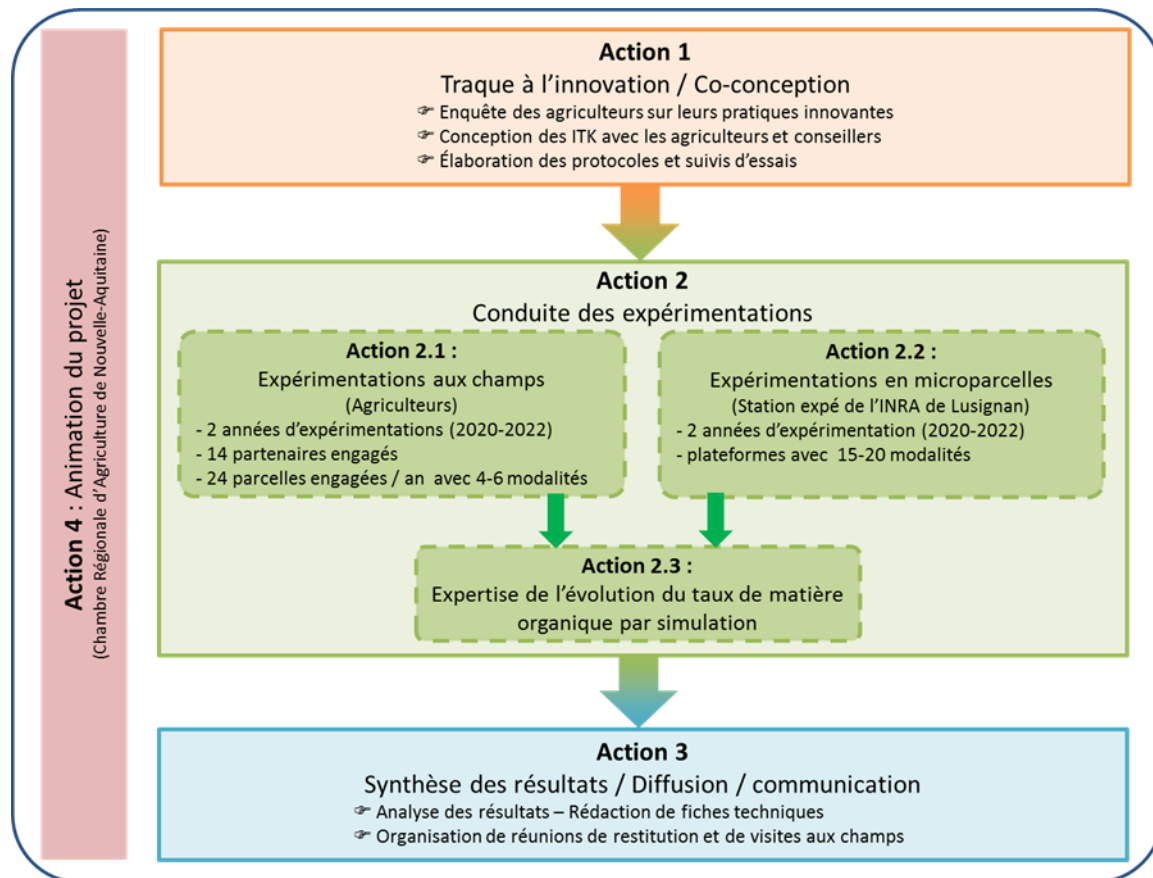 Action 4 : Animation du projet
(Chambre Régionale d'Agriculture de Nouvelle-Aquitaine)
Action 1
Traque à l'innovation / Co-conception
☞ Enquête des agriculteurs sur leurs pratiques innovantes
☞ Conception des ITK avec les agriculteurs et conseillers
☞ Élaboration des protocoles et suivis d'essais
Action 2
Conduite des expérimentations
Action 2.1 :
Expérimentations aux champs
(Agriculteurs)
- 2 années d'expérimentations (2020-2022)
- 14 partenaires engagés
- 24 parcelles engagées / an avec 4-6 modalités
Action 2.2 :
Expérimentations en microparcelles
(Station expé de l'INRA de Lusignan)
- 2 années d'expérimentation (2020-2022)
- plateformes avec 15-20 modalités
Action 2.3 :
Expertise de l'évolution du taux de matière
organique par simulation
Action 3
Synthèse des résultats / Diffusion / communication
☞ Analyse des résultats – Rédaction de fiches techniques
☞ Organisation de réunions de restitution et de visites aux champs